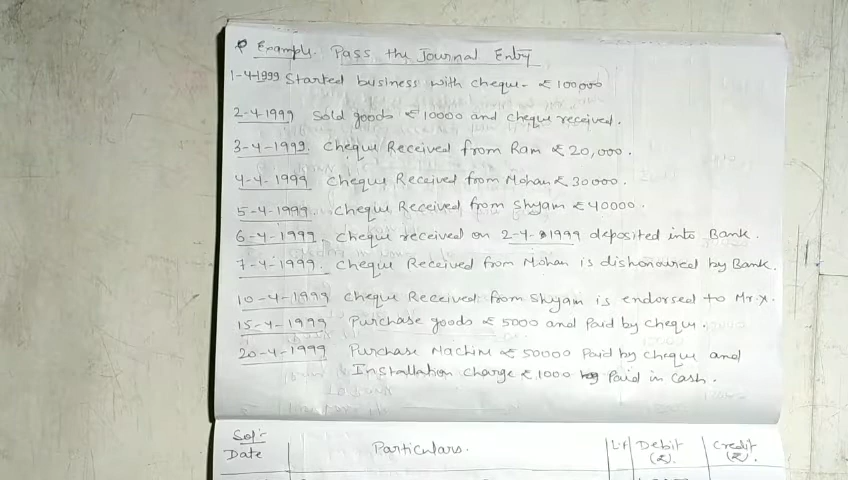 Example. Pass the Journal Entry
1-4-1999 Started business with cheque - ₹ 100000
2-4-1999 Sold goods ₹ 10000 and cheque received.
3-4-1999. Cheque Received from Ram ₹ 20,000.
4-4-1999 Cheque Received from Mohan ₹ 30000.
5-4-1999. Cheque Received from Shyam ₹ 40000.
6-4-1999. Cheque received on 2-4-1999 deposited into Bank.
7-4-1999. Cheque Received from Mohan is dishonoured by Bank.
10-4-1999 Cheque Received from Shyam is endorsed to Mr. X.
15-4-1999 Purchase goods ₹ 5000 and Paid by cheque.
20-4-1999 Purchase Machine ₹ 50000 Paid by cheque and
Installation charge ₹ 1000 Paid in cash.
Sol:-
Date Particulars. L.f Debit (₹). Credit (₹).